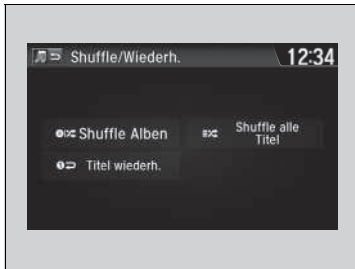 Shuffle/Wiederh.
12:34
Shuffle Alben
Shuffle alle
Titel
Titel wiederh.